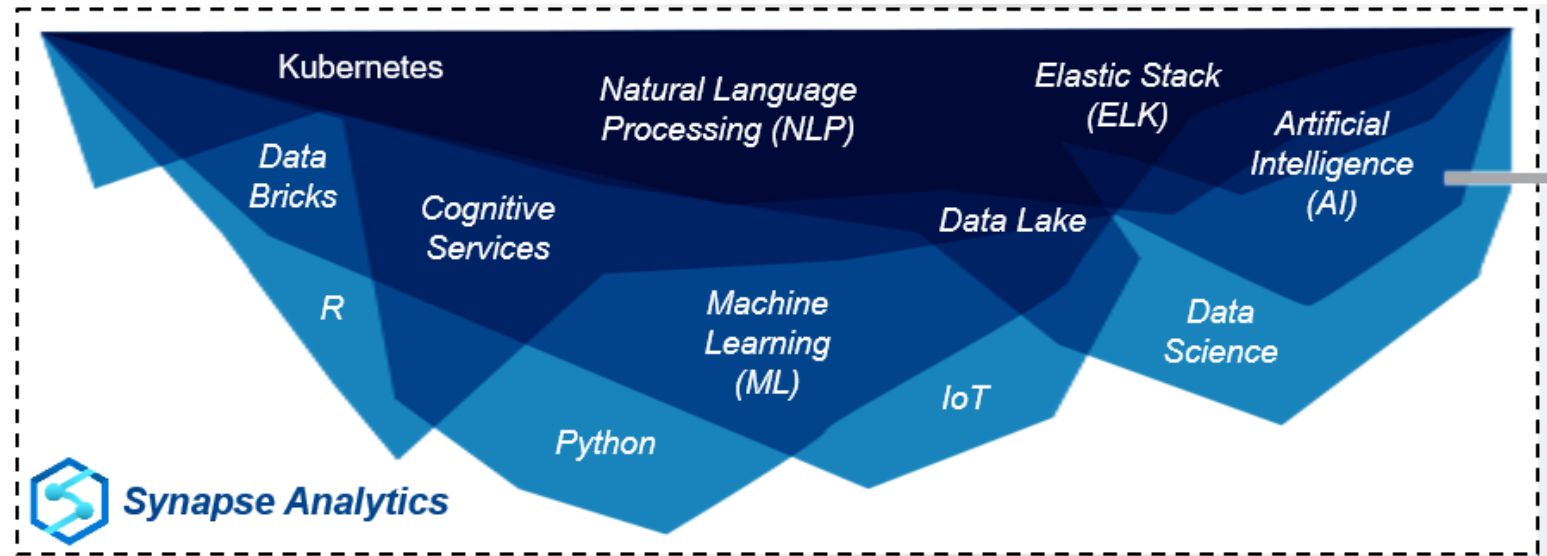 Kubernetes
Natural Language
Processing (NLP)
Elastic Stack
(ELK)
Artificial
Intelligence
(AI)
Data
Bricks
Cognitive
Services
Data Lake
R
Machine
Learning
(ML)
Data
Science
IoT
Python
Synapse Analytics